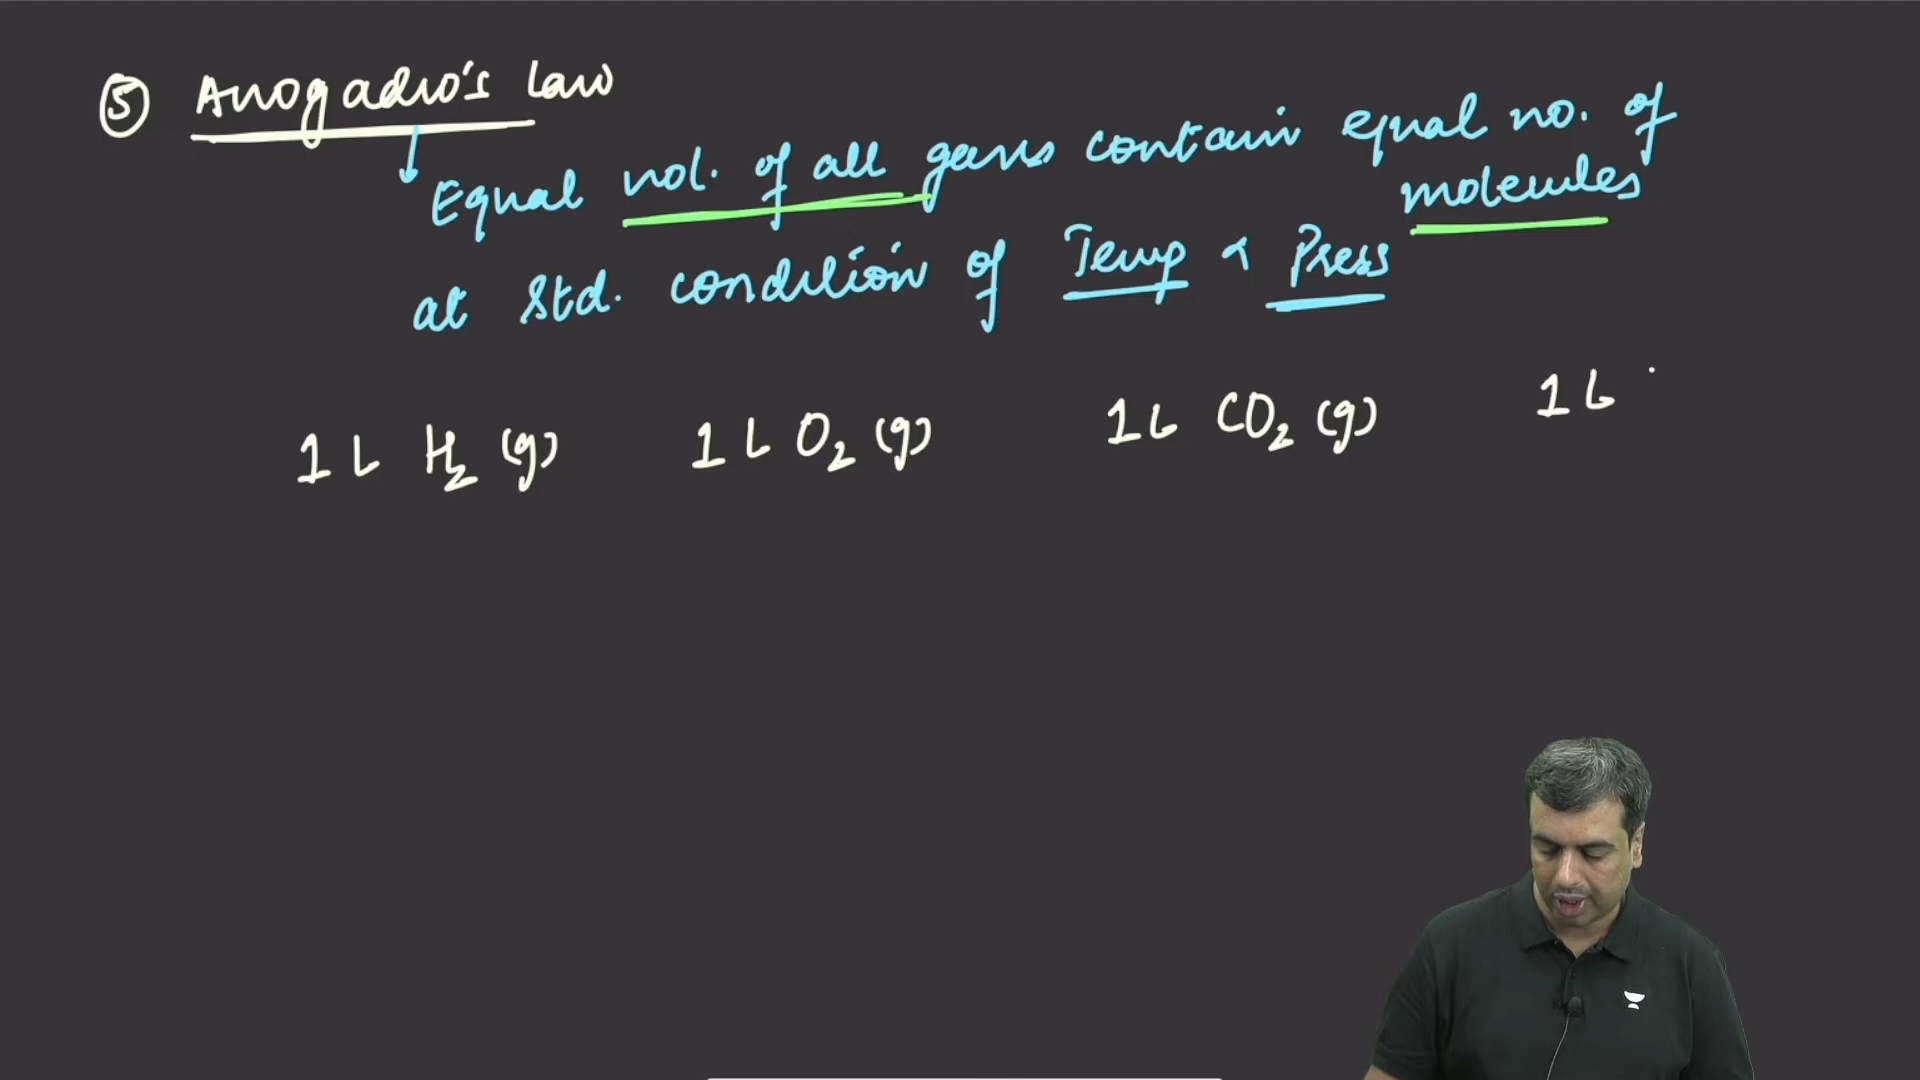 ⑤ Avogadro's Law
Equal vol. of all gases contain equal no. of
molecules
at Std. condition of Temp & Press
1 L H₂ (g) 1 L O₂ (g) 1 L CO₂ (g) 1 L